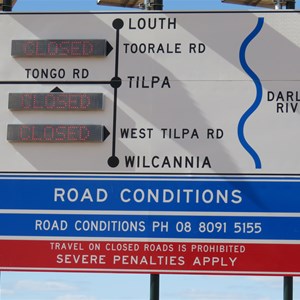 LOUTH
CLOSED
TOORALE RD
TONGO RD
TILPA
CLOSED
DARL
RIV
CLOSED
WEST TILPA RD
WILCANNIA
ROAD CONDITIONS
ROAD CONDITIONS PH 08 8091 5155
TRAVEL ON CLOSED ROADS IS PROHIBITED
SEVERE PENALTIES APPLY